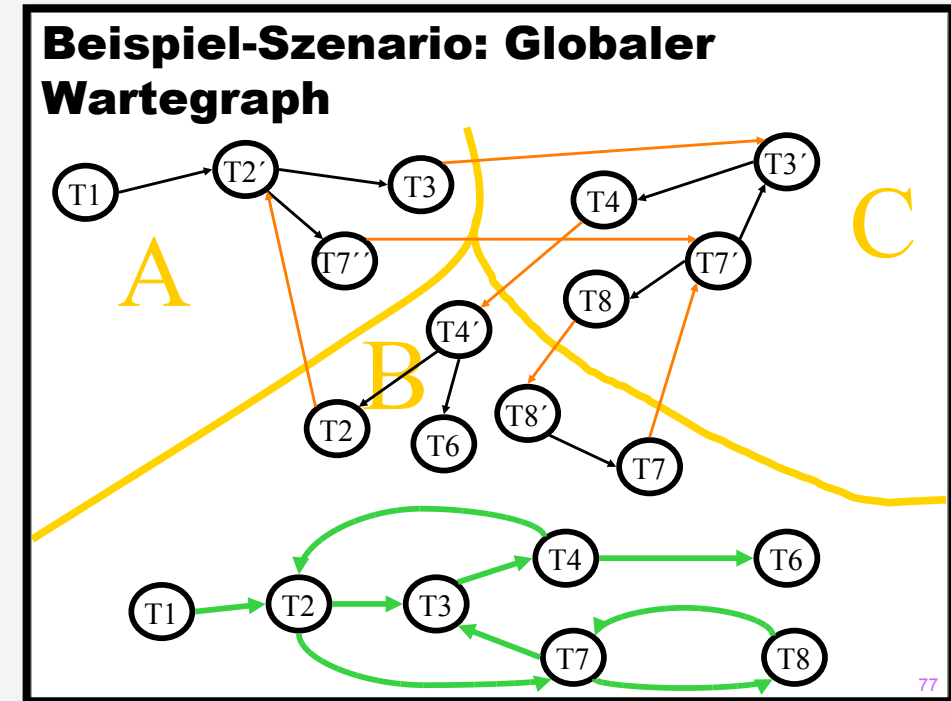 Beispiel-Szenario: Globaler
Wartegraph
T1
T2´
T3
T3´
T4
T7´´
T7´
T8
A
C
B
T4´
T2
T6
T8´
T7
T4
T6
T1
T2
T3
T7
T8
77